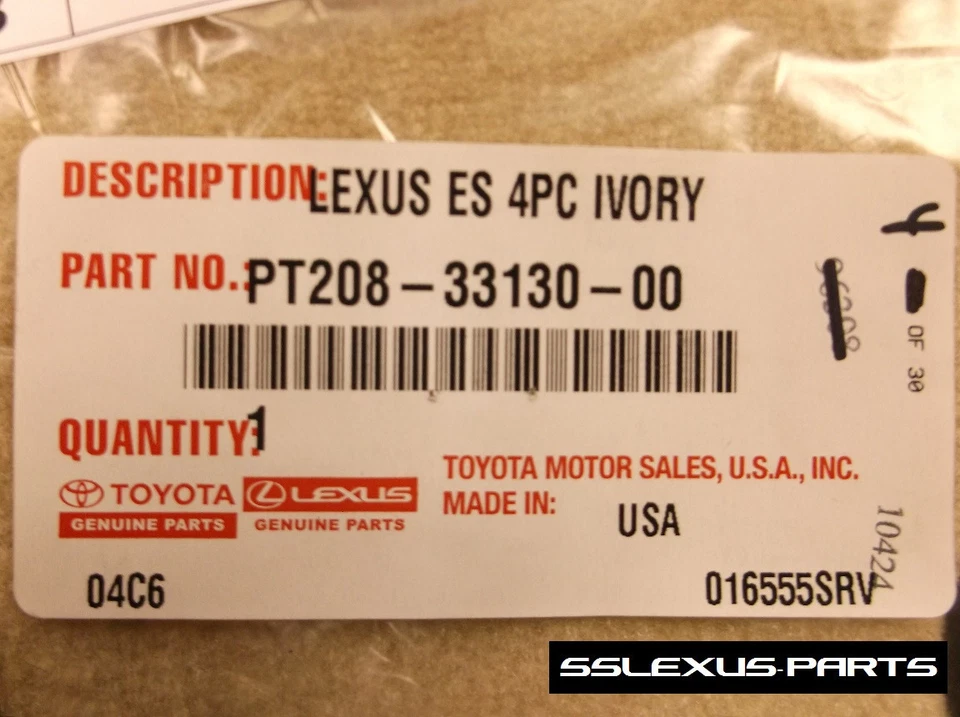 DESCRIPTION: LEXUS ES 4PC IVORY
PART NO.: PT208-33130-00
QUANTITY: 1
TOYOTA
GENUINE PARTS
LEXUS
GENUINE PARTS
TOYOTA MOTOR SALES, U.S.A., INC.
MADE IN: USA
04C6
016555SRV
10424
4
OF 30
SSLEXUS-PARTS